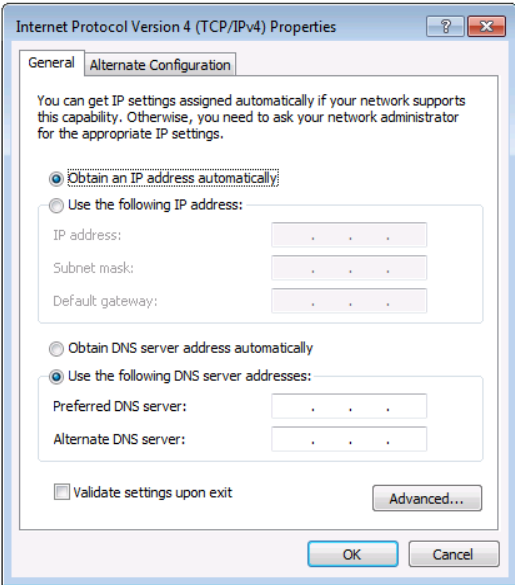 Internet Protocol Version 4 (TCP/IPv4) Properties
?
General
Alternate Configuration
You can get IP settings assigned automatically if your network supports
this capability. Otherwise, you need to ask your network administrator
for the appropriate IP settings.
Obtain an IP address automatically
Use the following IP address:
IP address:
. . .
Subnet mask:
. . .
Default gateway:
. . .
Obtain DNS server address automatically
Use the following DNS server addresses:
Preferred DNS server:
. . .
Alternate DNS server:
. . .
Validate settings upon exit
Advanced...
OK
Cancel